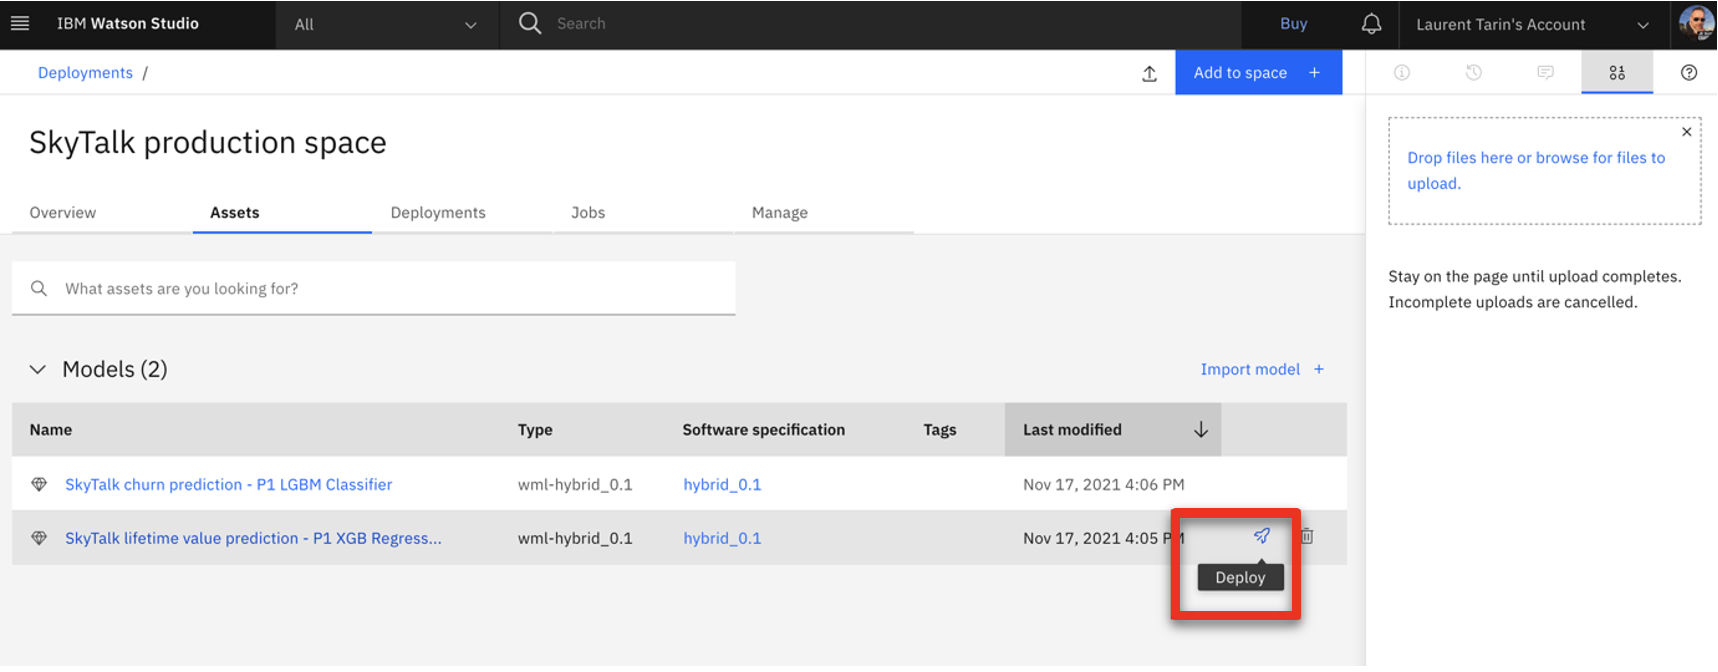 IBM Watson Studio
All
Search
Buy
Laurent Tarin's Account
Deployments /
Add to space +
SkyTalk production space
Overview
Assets
Deployments
Jobs
Manage
Drop files here or browse for files to
upload.
Stay on the page until upload completes.
Incomplete uploads are cancelled.
What assets are you looking for?
Models (2)
Import model +
Name Type Software specification Tags Last modified
SkyTalk churn prediction - P1 LGBM Classifier wml-hybrid_0.1 hybrid_0.1 Nov 17, 2021 4:06 PM
SkyTalk lifetime value prediction - P1 XGB Regress... wml-hybrid_0.1 hybrid_0.1 Nov 17, 2021 4:05 PM
Deploy